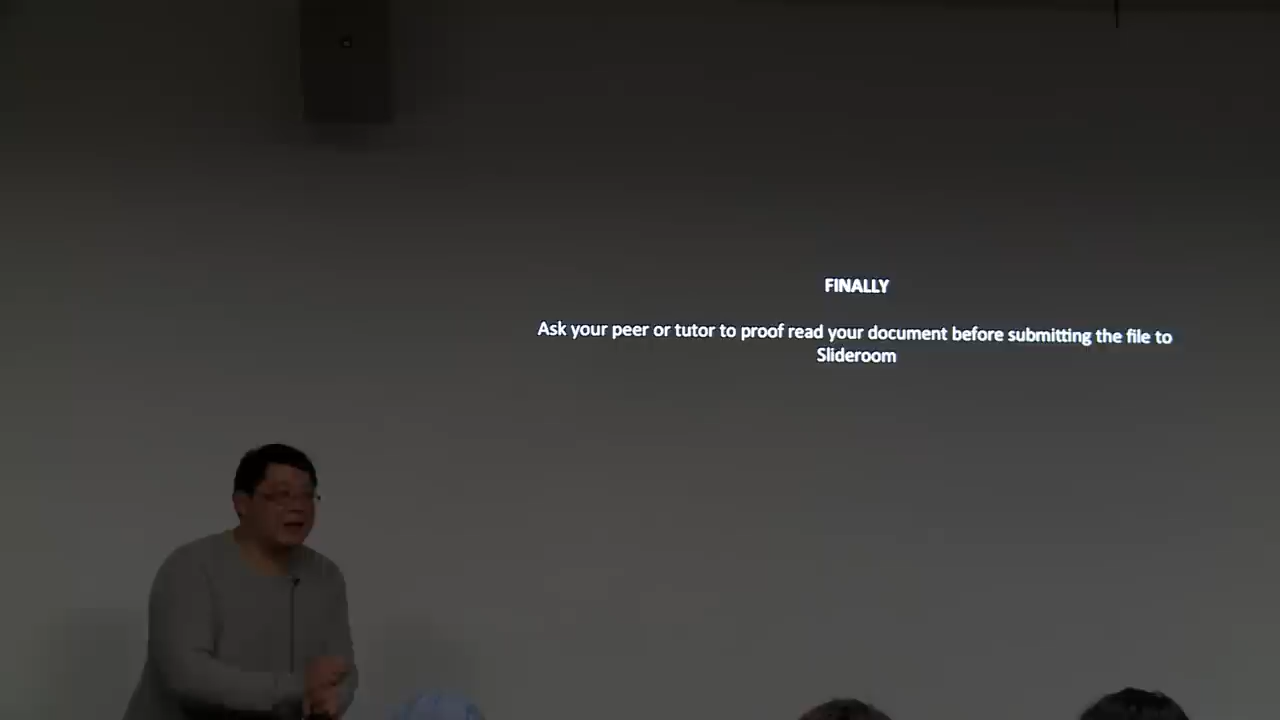 FINALLY
Ask your peer or tutor to proof read your document before submitting the file to
Slideroom